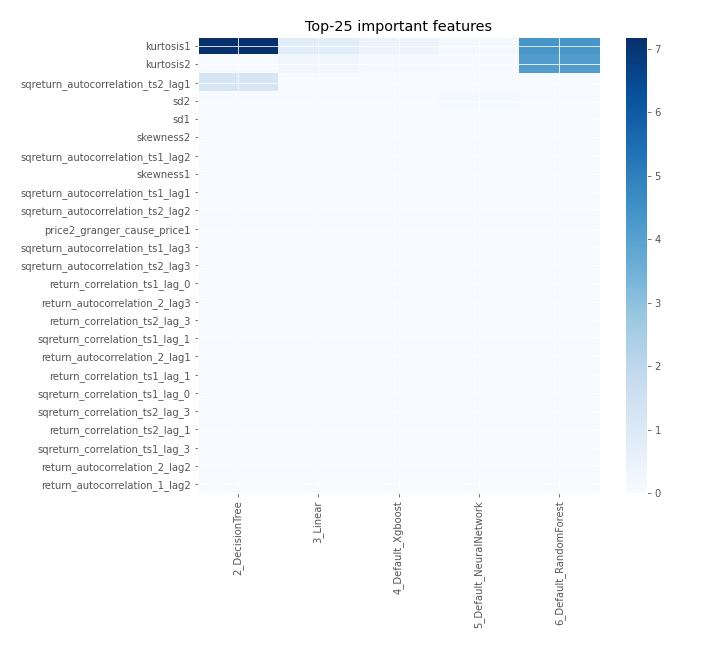 Top-25 important features
kurtosis1
kurtosis2
sqreturn_autocorrelation_ts2_lag1
sd2
sd1
skewness2
sqreturn_autocorrelation_ts1_lag2
skewness1
sqreturn_autocorrelation_ts1_lag1
sqreturn_autocorrelation_ts2_lag2
price2_granger_cause_price1
sqreturn_autocorrelation_ts1_lag3
sqreturn_autocorrelation_ts2_lag3
return_correlation_ts1_lag_0
return_autocorrelation_2_lag3
return_correlation_ts2_lag_3
sqreturn_correlation_ts1_lag_1
return_autocorrelation_2_lag1
return_correlation_ts1_lag_1
sqreturn_correlation_ts1_lag_0
sqreturn_correlation_ts2_lag_3
return_correlation_ts2_lag_1
sqreturn_correlation_ts1_lag_3
return_autocorrelation_2_lag2
return_autocorrelation_1_lag2
2_DecisionTree
3_Linear
4_Default_Xgboost
5_Default_NeuralNetwork
6_Default_RandomForest
7
6
5
4
3
2
1
0